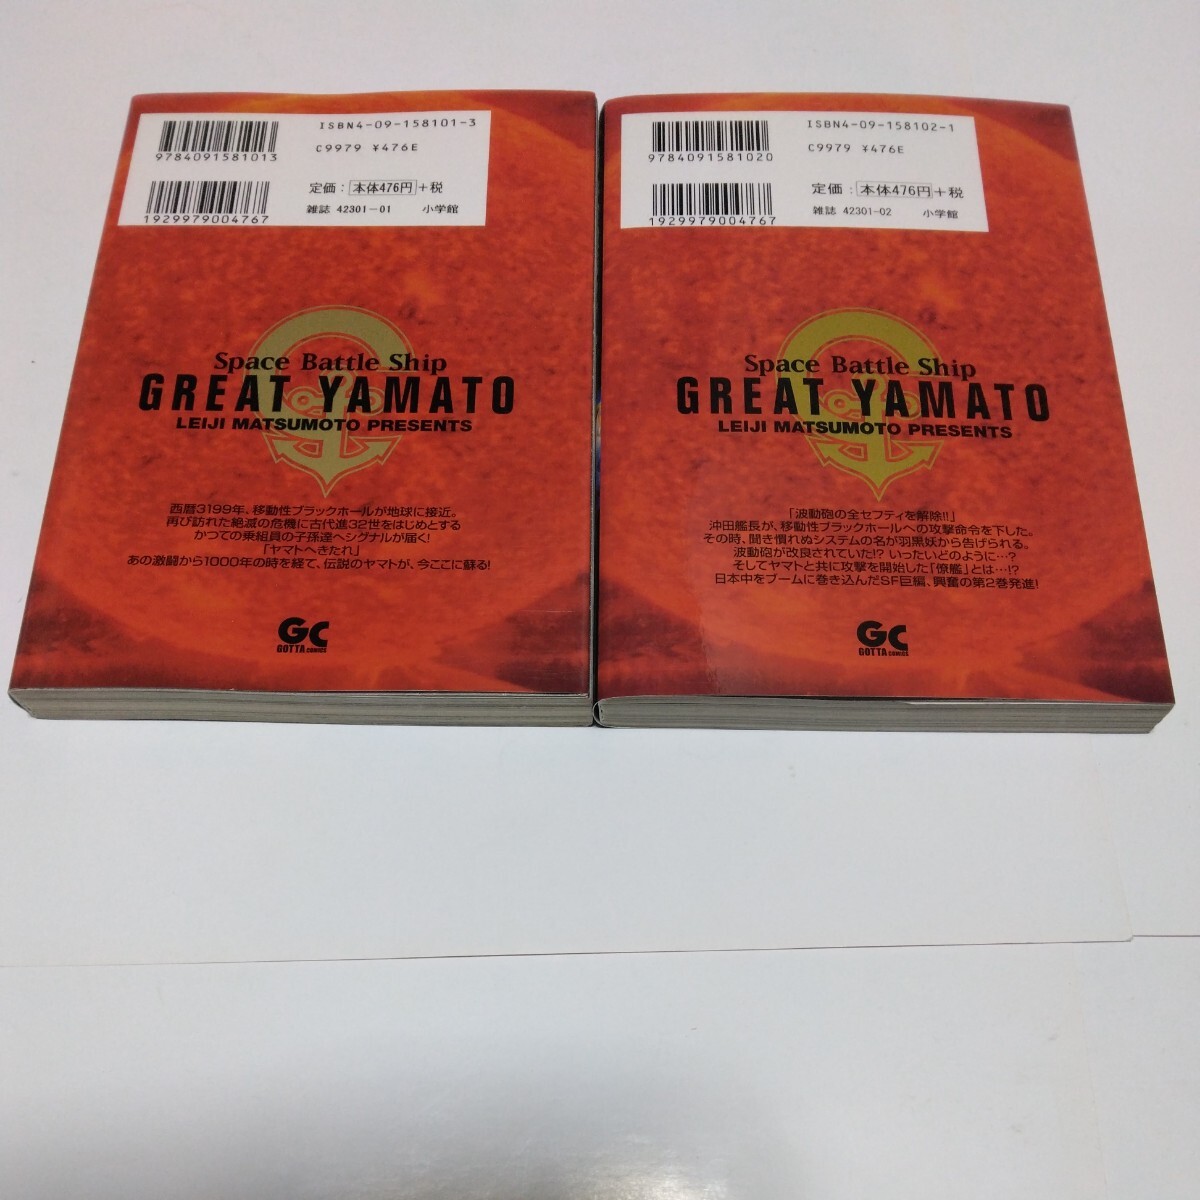 ISBN4-09-158101-3
9784091581013
C9979 ¥476E
定価：本体476円+税
1929979004767
雑誌 42301-01 小学館
Space Battle Ship
GREAT YAMATO
LEIJI MATSUMOTO PRESENTS
西暦3199年、移動性ブラックホールが地球に接近。
再び訪れた絶滅の危機に古代進32世をはじめとする
かつての乗組員の子孫達へシグナルが届く!
「ヤマトへきたれ」
あの激闘から1000年の時を経て、伝説のヤマトが、今ここに蘇る!
GC
GOTTA COMICS
ISBN4-09-158102-1
9784091581020
C9979 ¥476E
定価：本体476円+税
1929979004767
雑誌 42301-02 小学館
Space Battle Ship
GREAT YAMATO
LEIJI MATSUMOTO PRESENTS
「波動砲の全セフティを解除!!」
沖田艦長が、移動性ブラックホールへの攻撃命令を下した。
その時、聞き慣れぬシステムの名が羽黒妖から告げられる。
波動砲が改良されていた!? いったいどのように…?
そしてヤマトと共に攻撃を開始した「僚艦」とは…!?
日本中をブームに巻き込んだSF巨編、興奮の第2巻発進!
GC
GOTTA COMICS